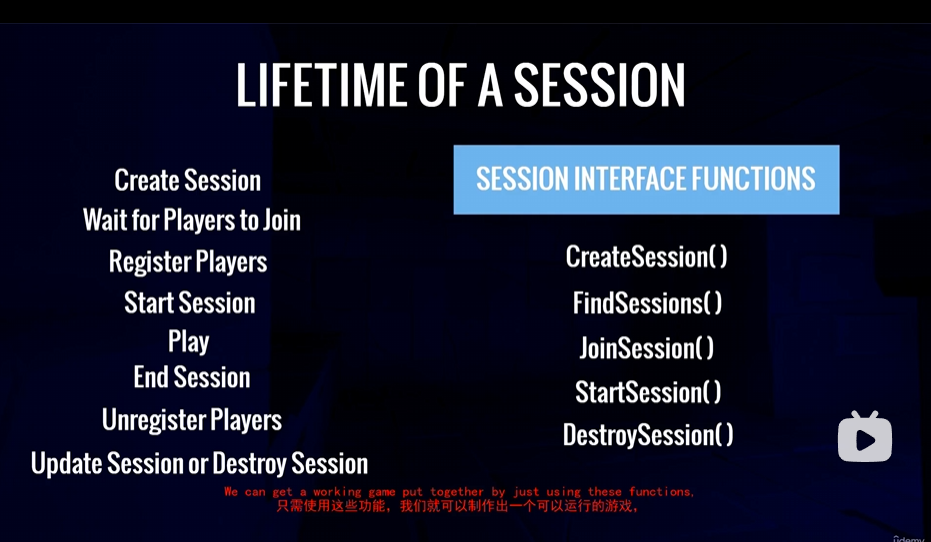 LIFETIME OF A SESSION
Create Session
Wait for Players to Join
Register Players
Start Session
Play
End Session
Unregister Players
Update Session or Destroy Session
SESSION INTERFACE FUNCTIONS
CreateSession( )
FindSessions( )
JoinSession( )
StartSession( )
DestroySession( )
We can get a working game put together by just using these functions,
只需使用这些功能，我们就可以制作出一个可以运行的游戏，
ûdemy